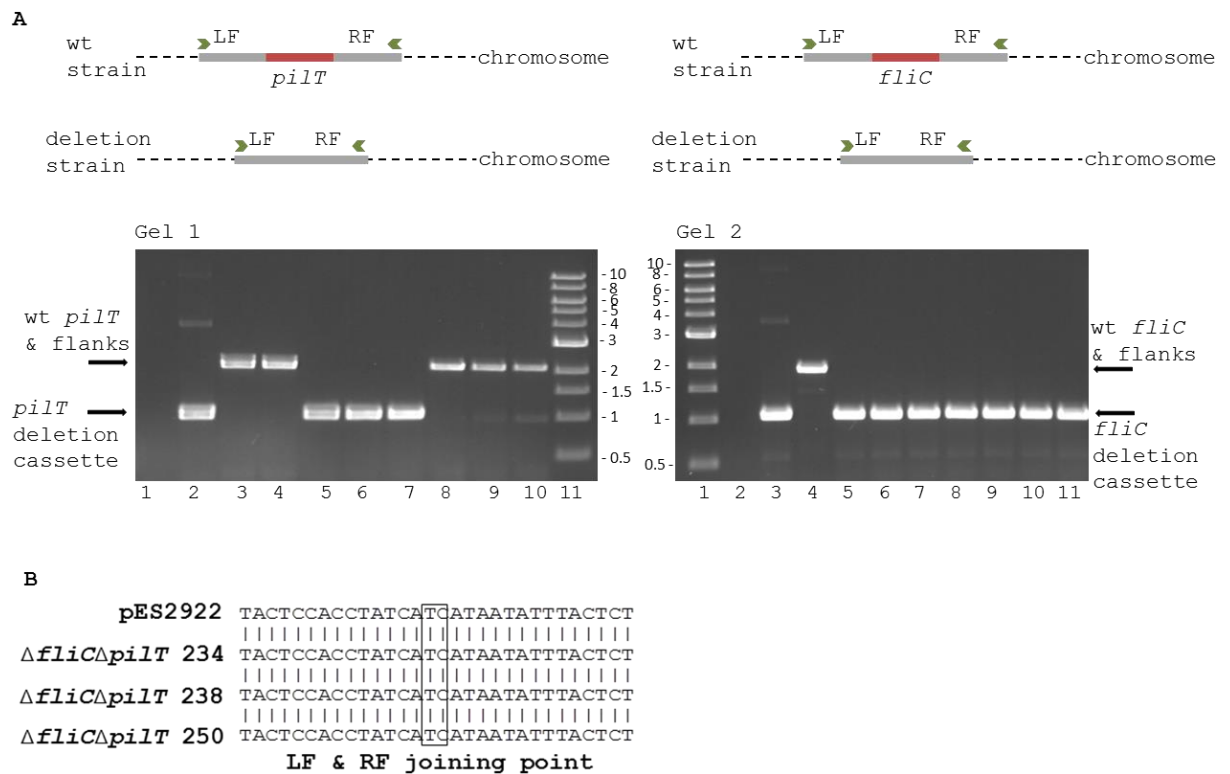 A
wt strain LF RF chromosome
pilT
deletion strain LF RF chromosome
wt strain LF RF chromosome
fliC
deletion strain LF RF chromosome
Gel 1
wt pilT & flanks
pilT deletion cassette
- 10
- 8
- 6
- 5
- 4
- 3
- 2
- 1.5
- 1
- 0.5
1 2 3 4 5 6 7 8 9 10 11
Gel 2
10 -
8 -
6 -
5 -
4 -
3 -
2 -
1.5 -
1 -
0.5 -
wt fliC & flanks
fliC deletion cassette
1 2 3 4 5 6 7 8 9 10 11
B
pES2922 TACTCCACCTATCATCATAATATTTACTCT
ΔfliCΔpilT 234 TACTCCACCTATCATCATAATATTTACTCT
ΔfliCΔpilT 238 TACTCCACCTATCATCATAATATTTACTCT
ΔfliCΔpilT 250 TACTCCACCTATCATCATAATATTTACTCT
LF & RF joining point